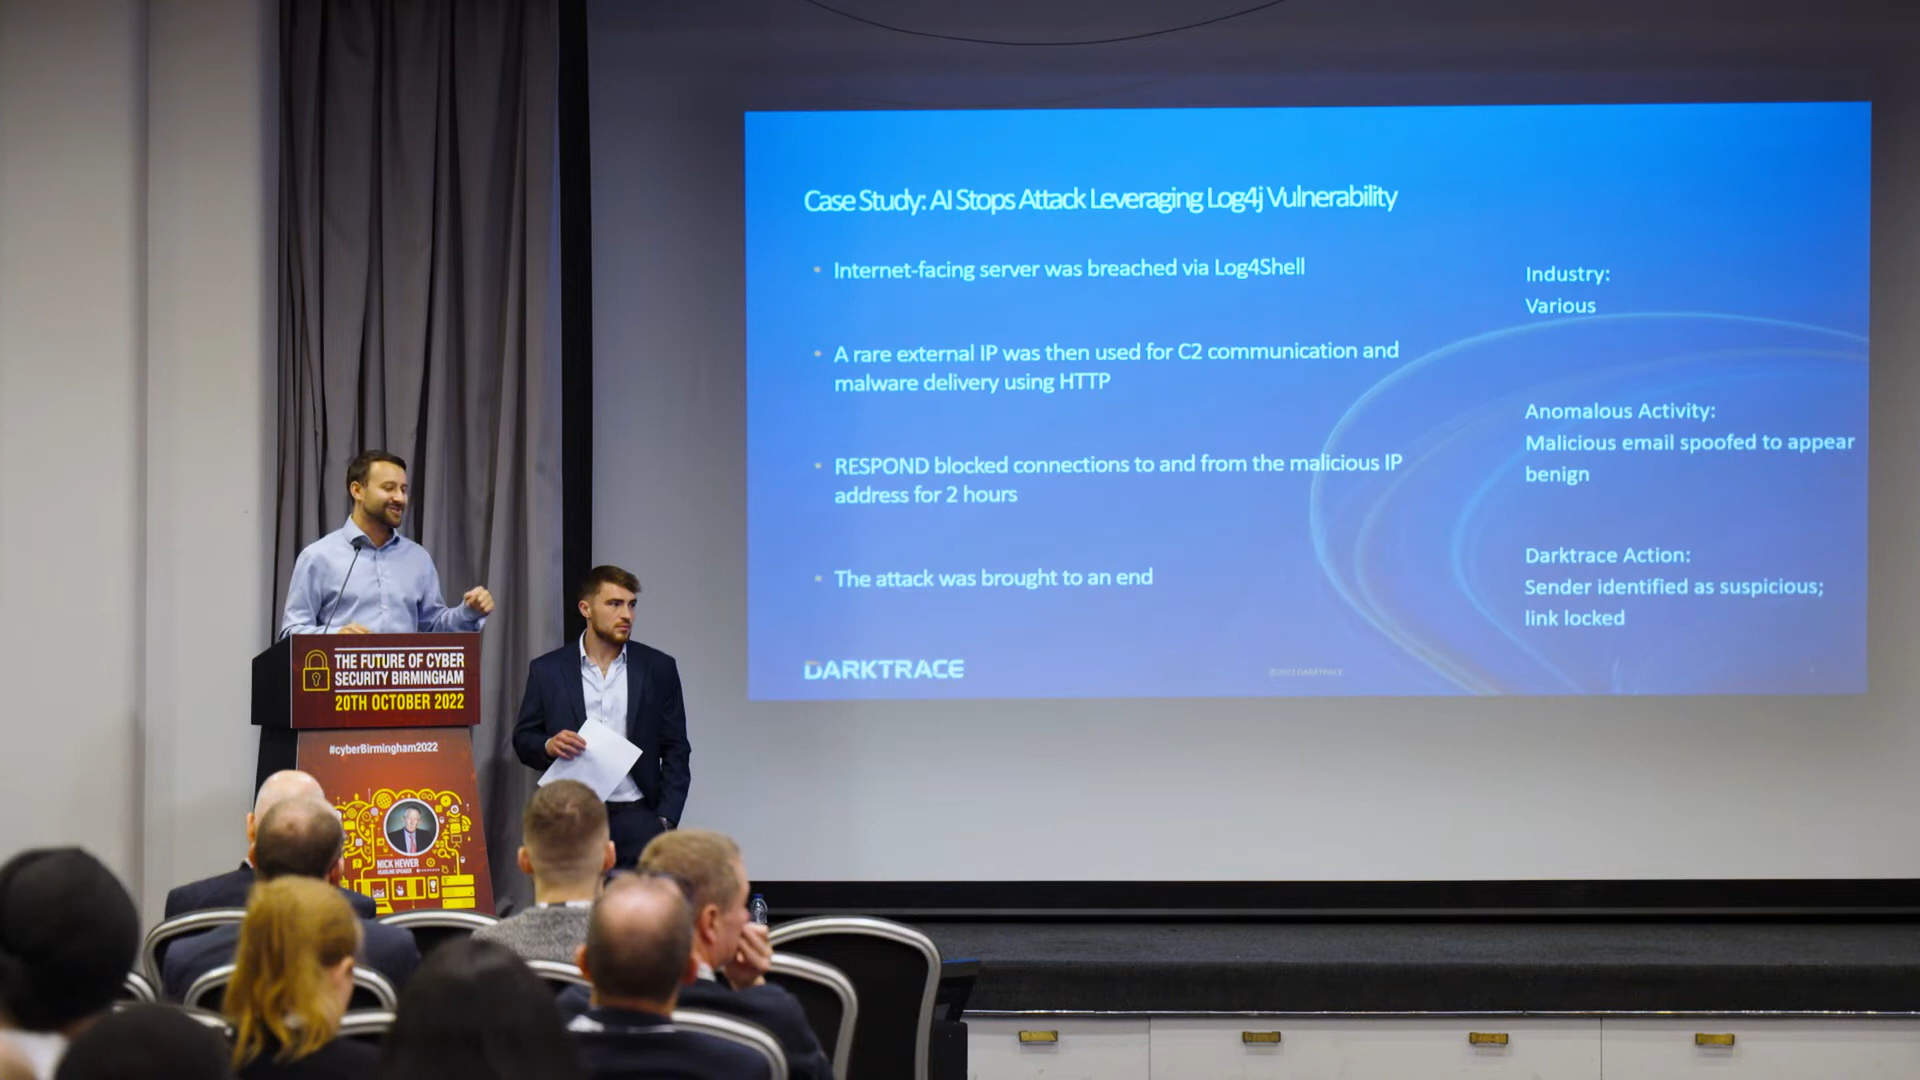 Case Study: AI Stops Attack Leveraging Log4j Vulnerability
• Internet-facing server was breached via Log4Shell
• A rare external IP was then used for C2 communication and
malware delivery using HTTP
• RESPOND blocked connections to and from the malicious IP
address for 2 hours
• The attack was brought to an end
Industry:
Various
Anomalous Activity:
Malicious email spoofed to appear
benign
Darktrace Action:
Sender identified as suspicious;
link locked
DARKTRACE
THE FUTURE OF CYBER
SECURITY BIRMINGHAM
20TH OCTOBER 2022
#cyberBirmingham2022
NICK HEWER
HEADLINE SPEAKER